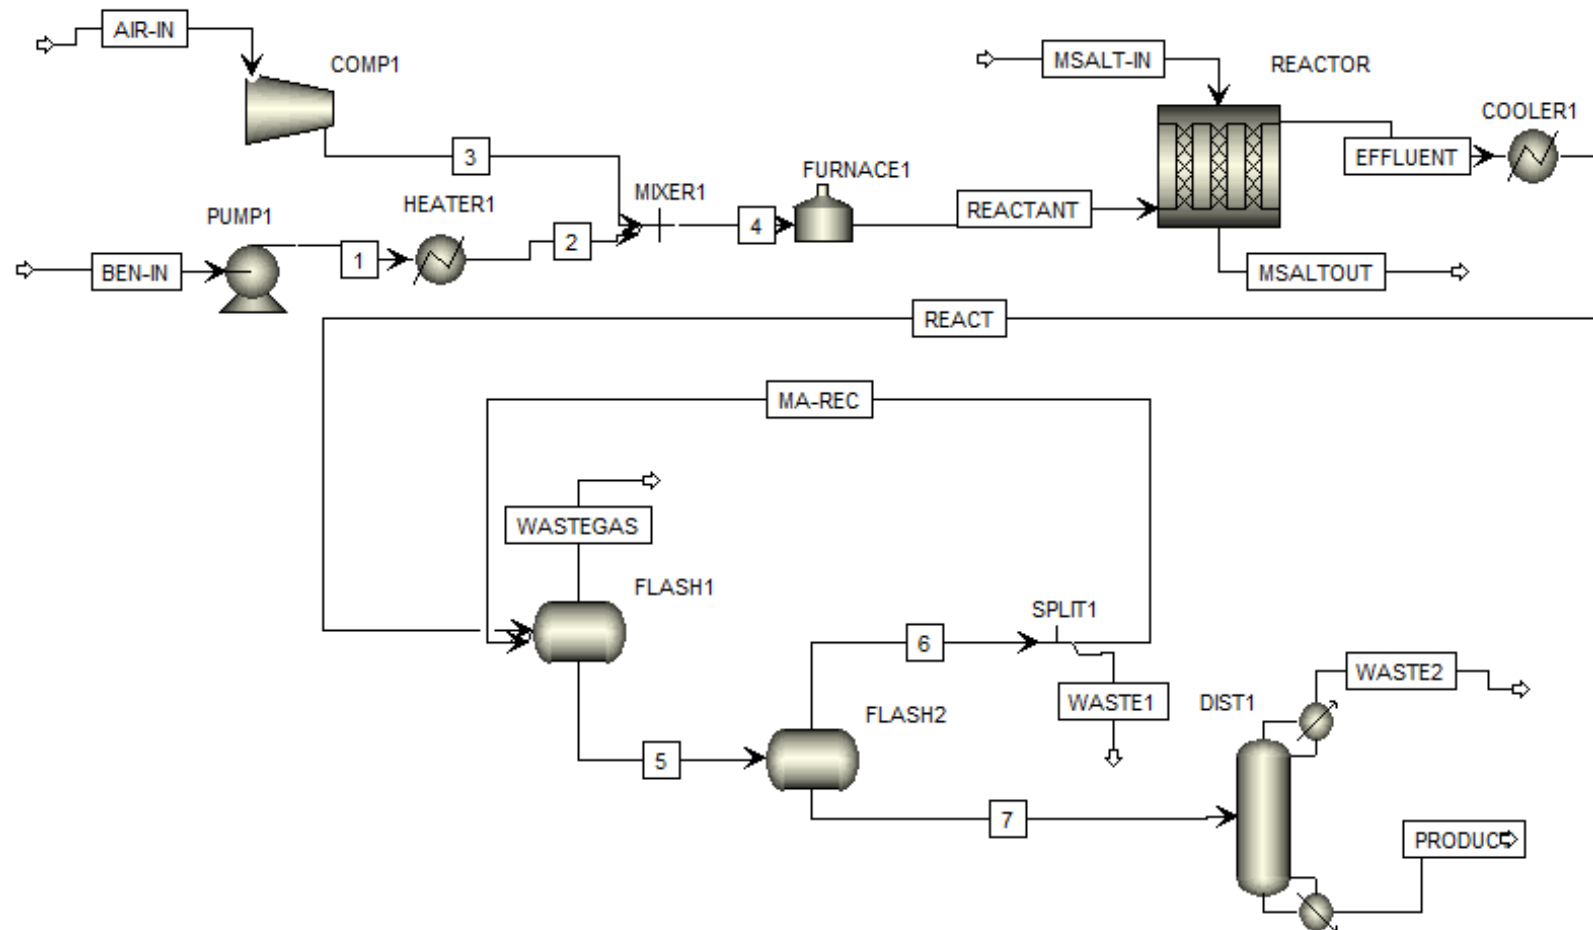 AIR-IN
COMP1
MSALT-IN
REACTOR
COOLER1
3
EFFLUENT
FURNACE1
MIXER1
HEATER1
PUMP1
4
REACTANT
2
1
BEN-IN
MSALTOUT
REACT
MA-REC
WASTEGAS
FLASH1
SPLIT1
6
WASTE2
WASTE1
DIST1
FLASH2
5
7
PRODUC